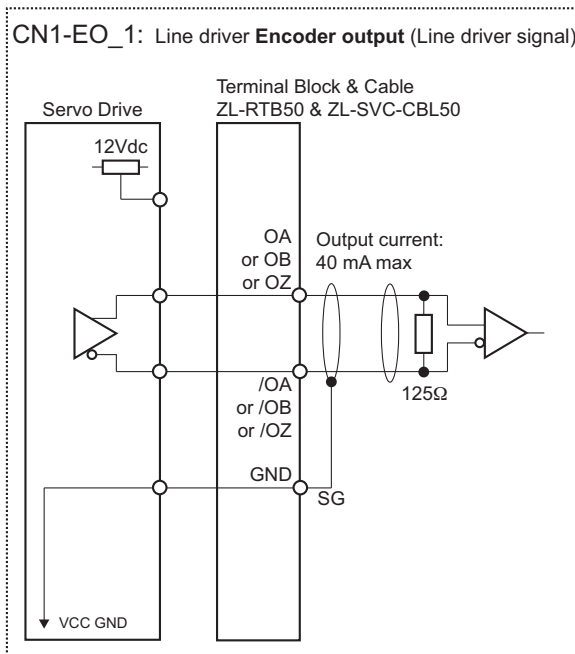 CN1-EO_1: Line driver Encoder output (Line driver signal)
Terminal Block & Cable
Servo Drive
ZL-RTB50 & ZL-SVC-CBL50
12Vdc
OA
or OB
or OZ
Output current:
40 mA max
/OA
or /OB
or /OZ
125Ω
GND
SG
VCC GND